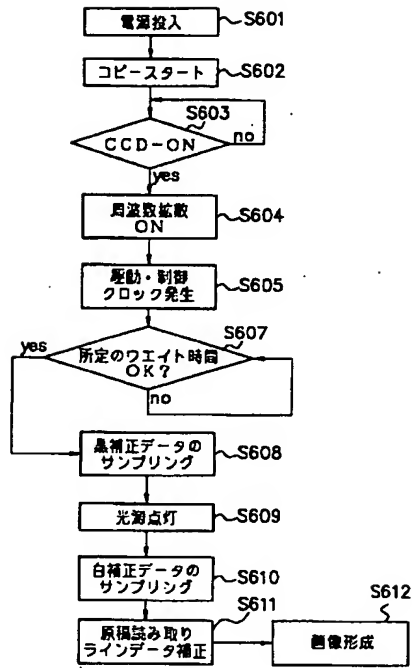 電源投入
S601
コピースタート
S602
S603
CCD-ON
no
yes
周波数拡散
ON
S604
駆動・制御
クロック発生
S605
S607
yes
所定のウエイト時間
OK?
no
黒補正データの
サンプリング
S608
光源点灯
S609
白補正データの
サンプリング
S610
S611
原稿読み取り
ラインデータ補正
S612
画像形成